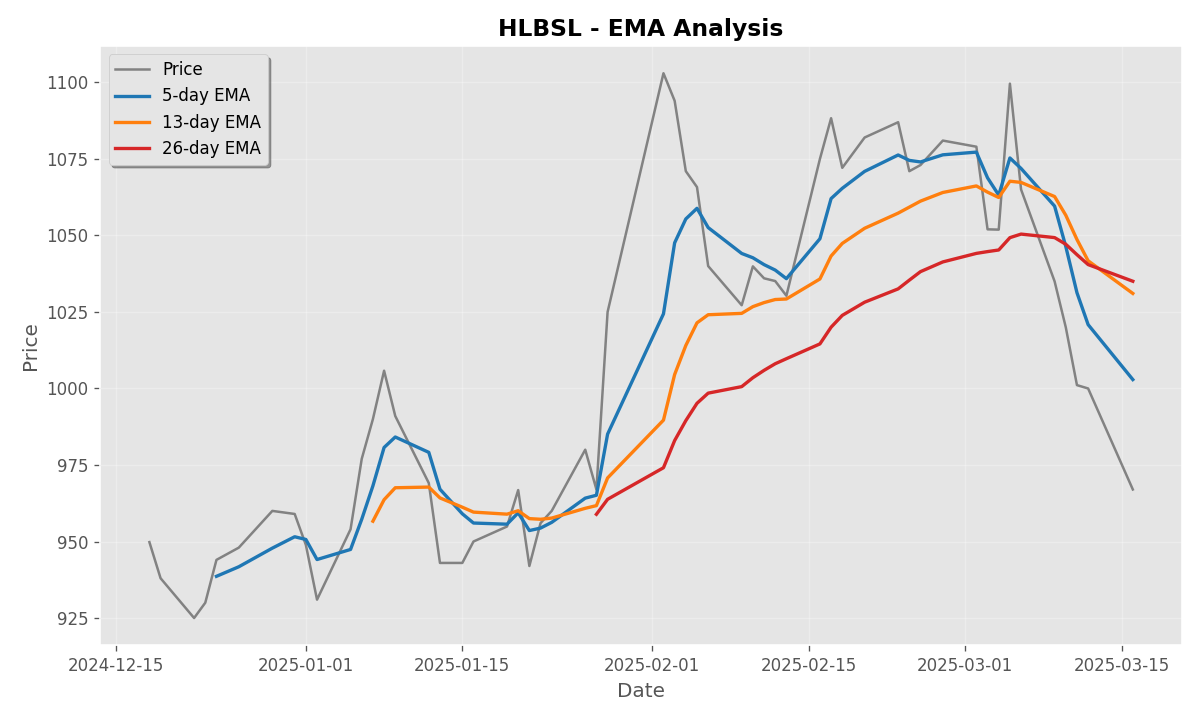 HLBSL - EMA Analysis
Price
5-day EMA
13-day EMA
26-day EMA
1100
1075
1050
1025
1000
975
950
925
Price
2024-12-15
2025-01-01
2025-01-15
2025-02-01
2025-02-15
2025-03-01
2025-03-15
Date